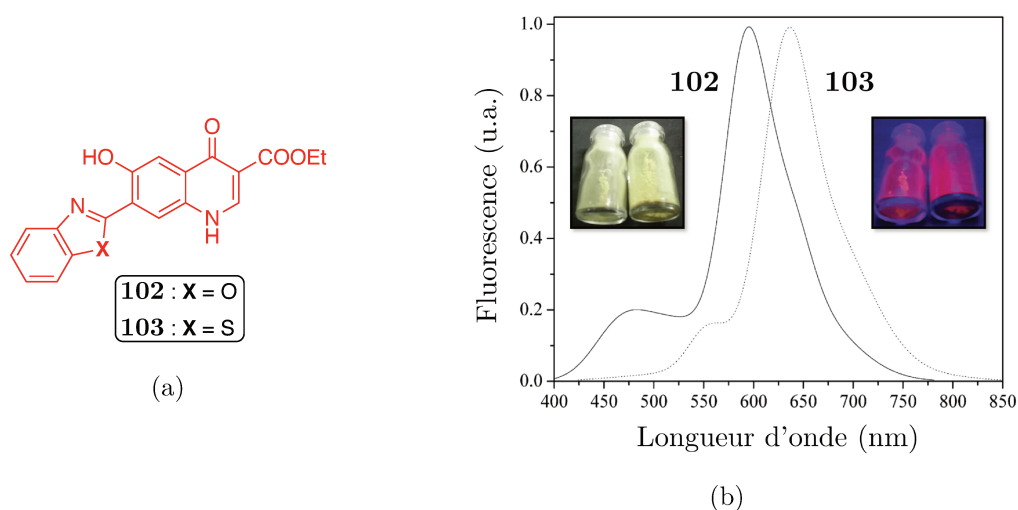 O
HO
COOEt
N
N
H
X
102 : X = O
103 : X = S
(a)
Fluorescence (u.a.)
1.0
0.8
0.6
0.4
0.2
0.0
102
103
400 450 500 550 600 650 700 750 800 850
Longueur d'onde (nm)
(b)